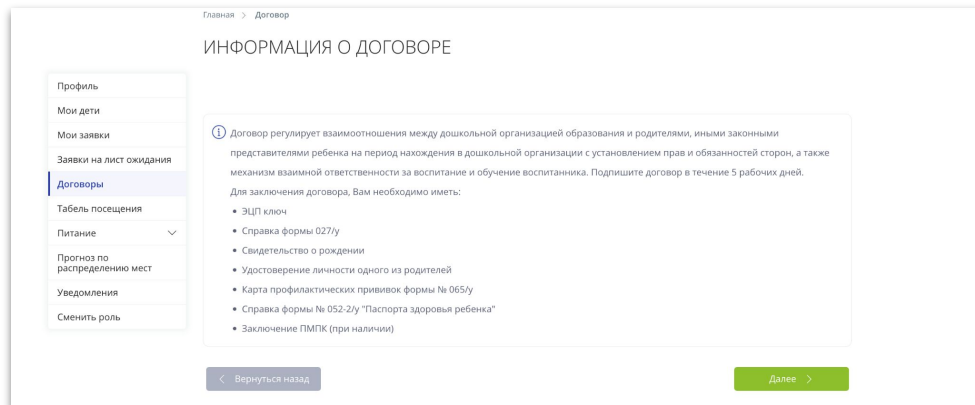 Главная > Договор
ИНФОРМАЦИЯ О ДОГОВОРЕ
Профиль
Мои дети
Мои заявки
Заявки на лист ожидания
Договоры
Табель посещения
Питание
Прогноз по
распределению мест
Уведомления
Сменить роль
Договор регулирует взаимоотношения между дошкольной организацией образования и родителями, иными законными
представителями ребенка на период нахождения в дошкольной организации с установлением прав и обязанностей сторон, а также
механизм взаимной ответственности за воспитание и обучение воспитанника. Подпишите договор в течение 5 рабочих дней.
Для заключения договора, Вам необходимо иметь:
• ЭЦП ключ
• Справка формы 027/у
• Свидетельство о рождении
• Удостоверение личности одного из родителей
• Карта профилактических прививок формы № 065/у
• Справка формы № 052-2/у "Паспорта здоровья ребенка"
• Заключение ПМПК (при наличии)
< Вернуться назад
Далее >